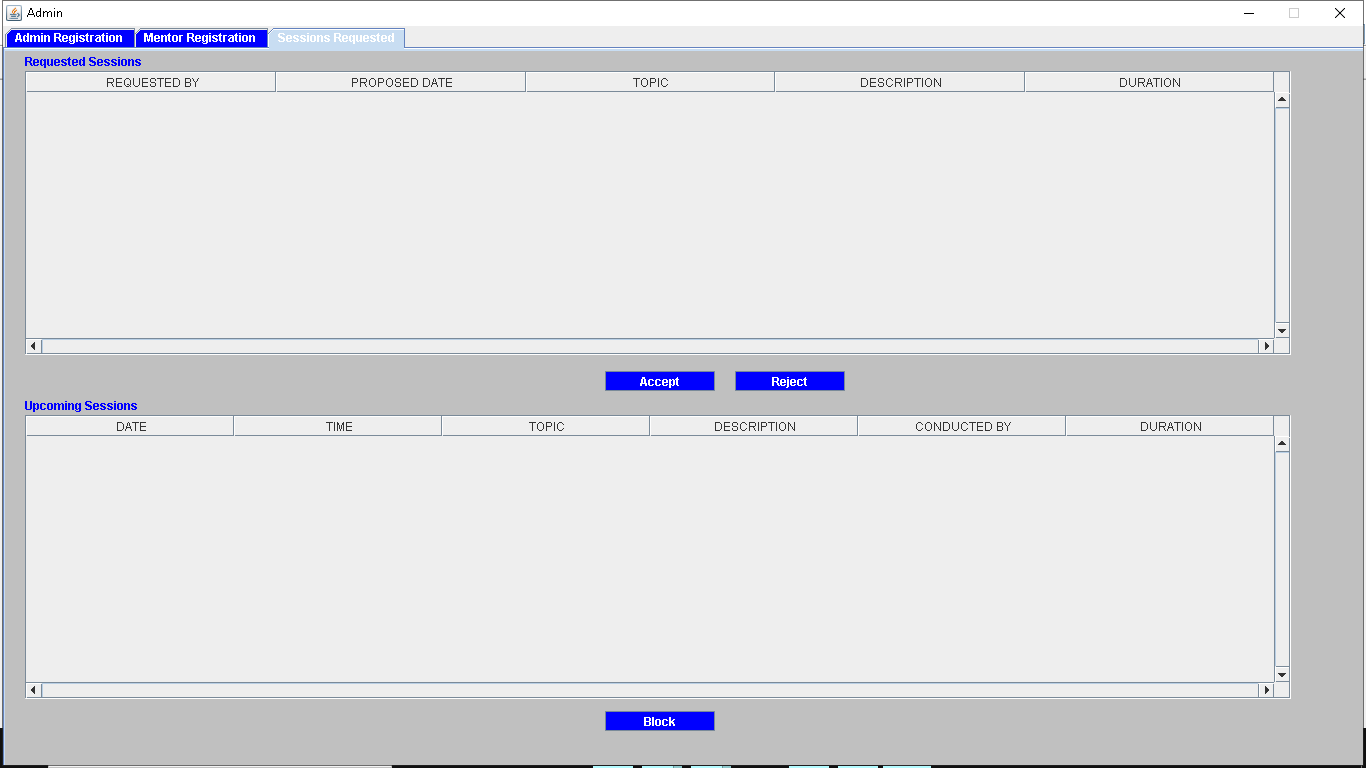 Admin
Admin Registration Mentor Registration Sessions Requested
Requested Sessions
REQUESTED BY PROPOSED DATE TOPIC DESCRIPTION DURATION
Accept Reject
Upcoming Sessions
DATE TIME TOPIC DESCRIPTION CONDUCTED BY DURATION
Block